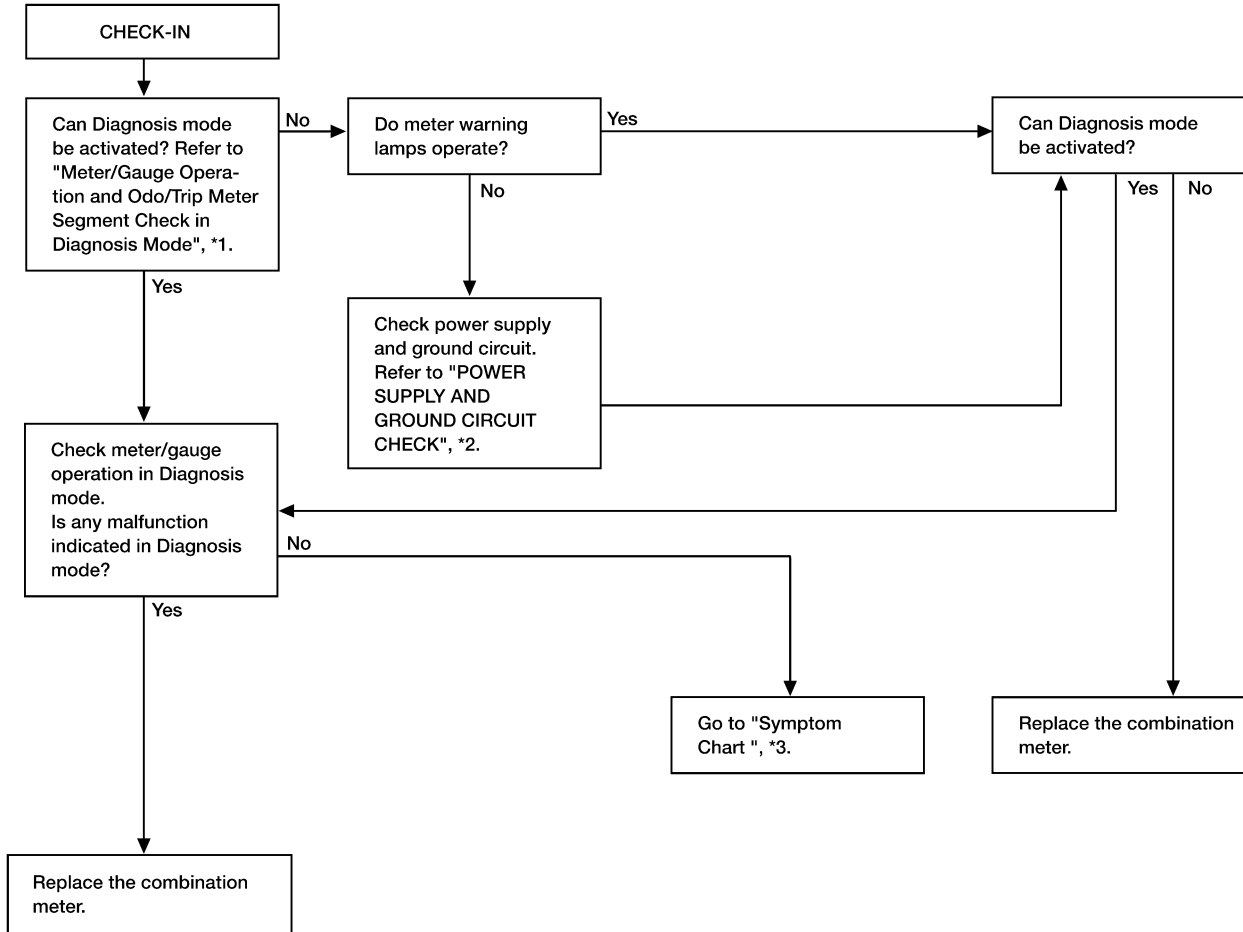 CHECK-IN
Can Diagnosis mode
be activated? Refer to
"Meter/Gauge Opera-
tion and Odo/Trip Meter
Segment Check in
Diagnosis Mode", *1.
No
Do meter warning
lamps operate?
Yes
Can Diagnosis mode
be activated?
Yes
No
No
Yes
Check power supply
and ground circuit.
Refer to "POWER
SUPPLY AND
GROUND CIRCUIT
CHECK", *2.
Check meter/gauge
operation in Diagnosis
mode.
Is any malfunction
indicated in Diagnosis
mode?
No
Yes
Go to "Symptom
Chart ", *3.
Replace the combination
meter.
Replace the combination
meter.